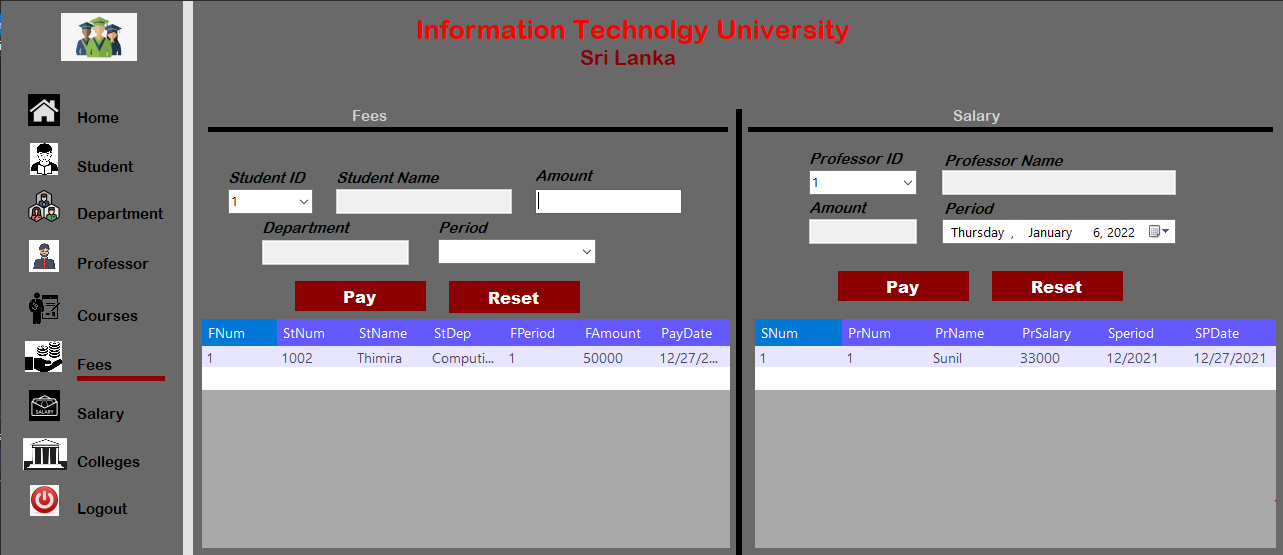 Information Technolgy University
Sri Lanka
Home
Student
Department
Professor
Courses
Fees
SALARY
Salary
Colleges
Logout
Fees
Student ID Student Name Amount
1
Department Period
Pay Reset
FNum StNum StName StDep FPeriod FAmount PayDate
1 1002 Thimira Computi... 1 50000 12/27/2...
Salary
Professor ID Professor Name
1
Amount Period
Thursday , January 6, 2022
Pay Reset
SNum PrNum PrName PrSalary Speriod SPDate
1 1 Sunil 33000 12/2021 12/27/2021